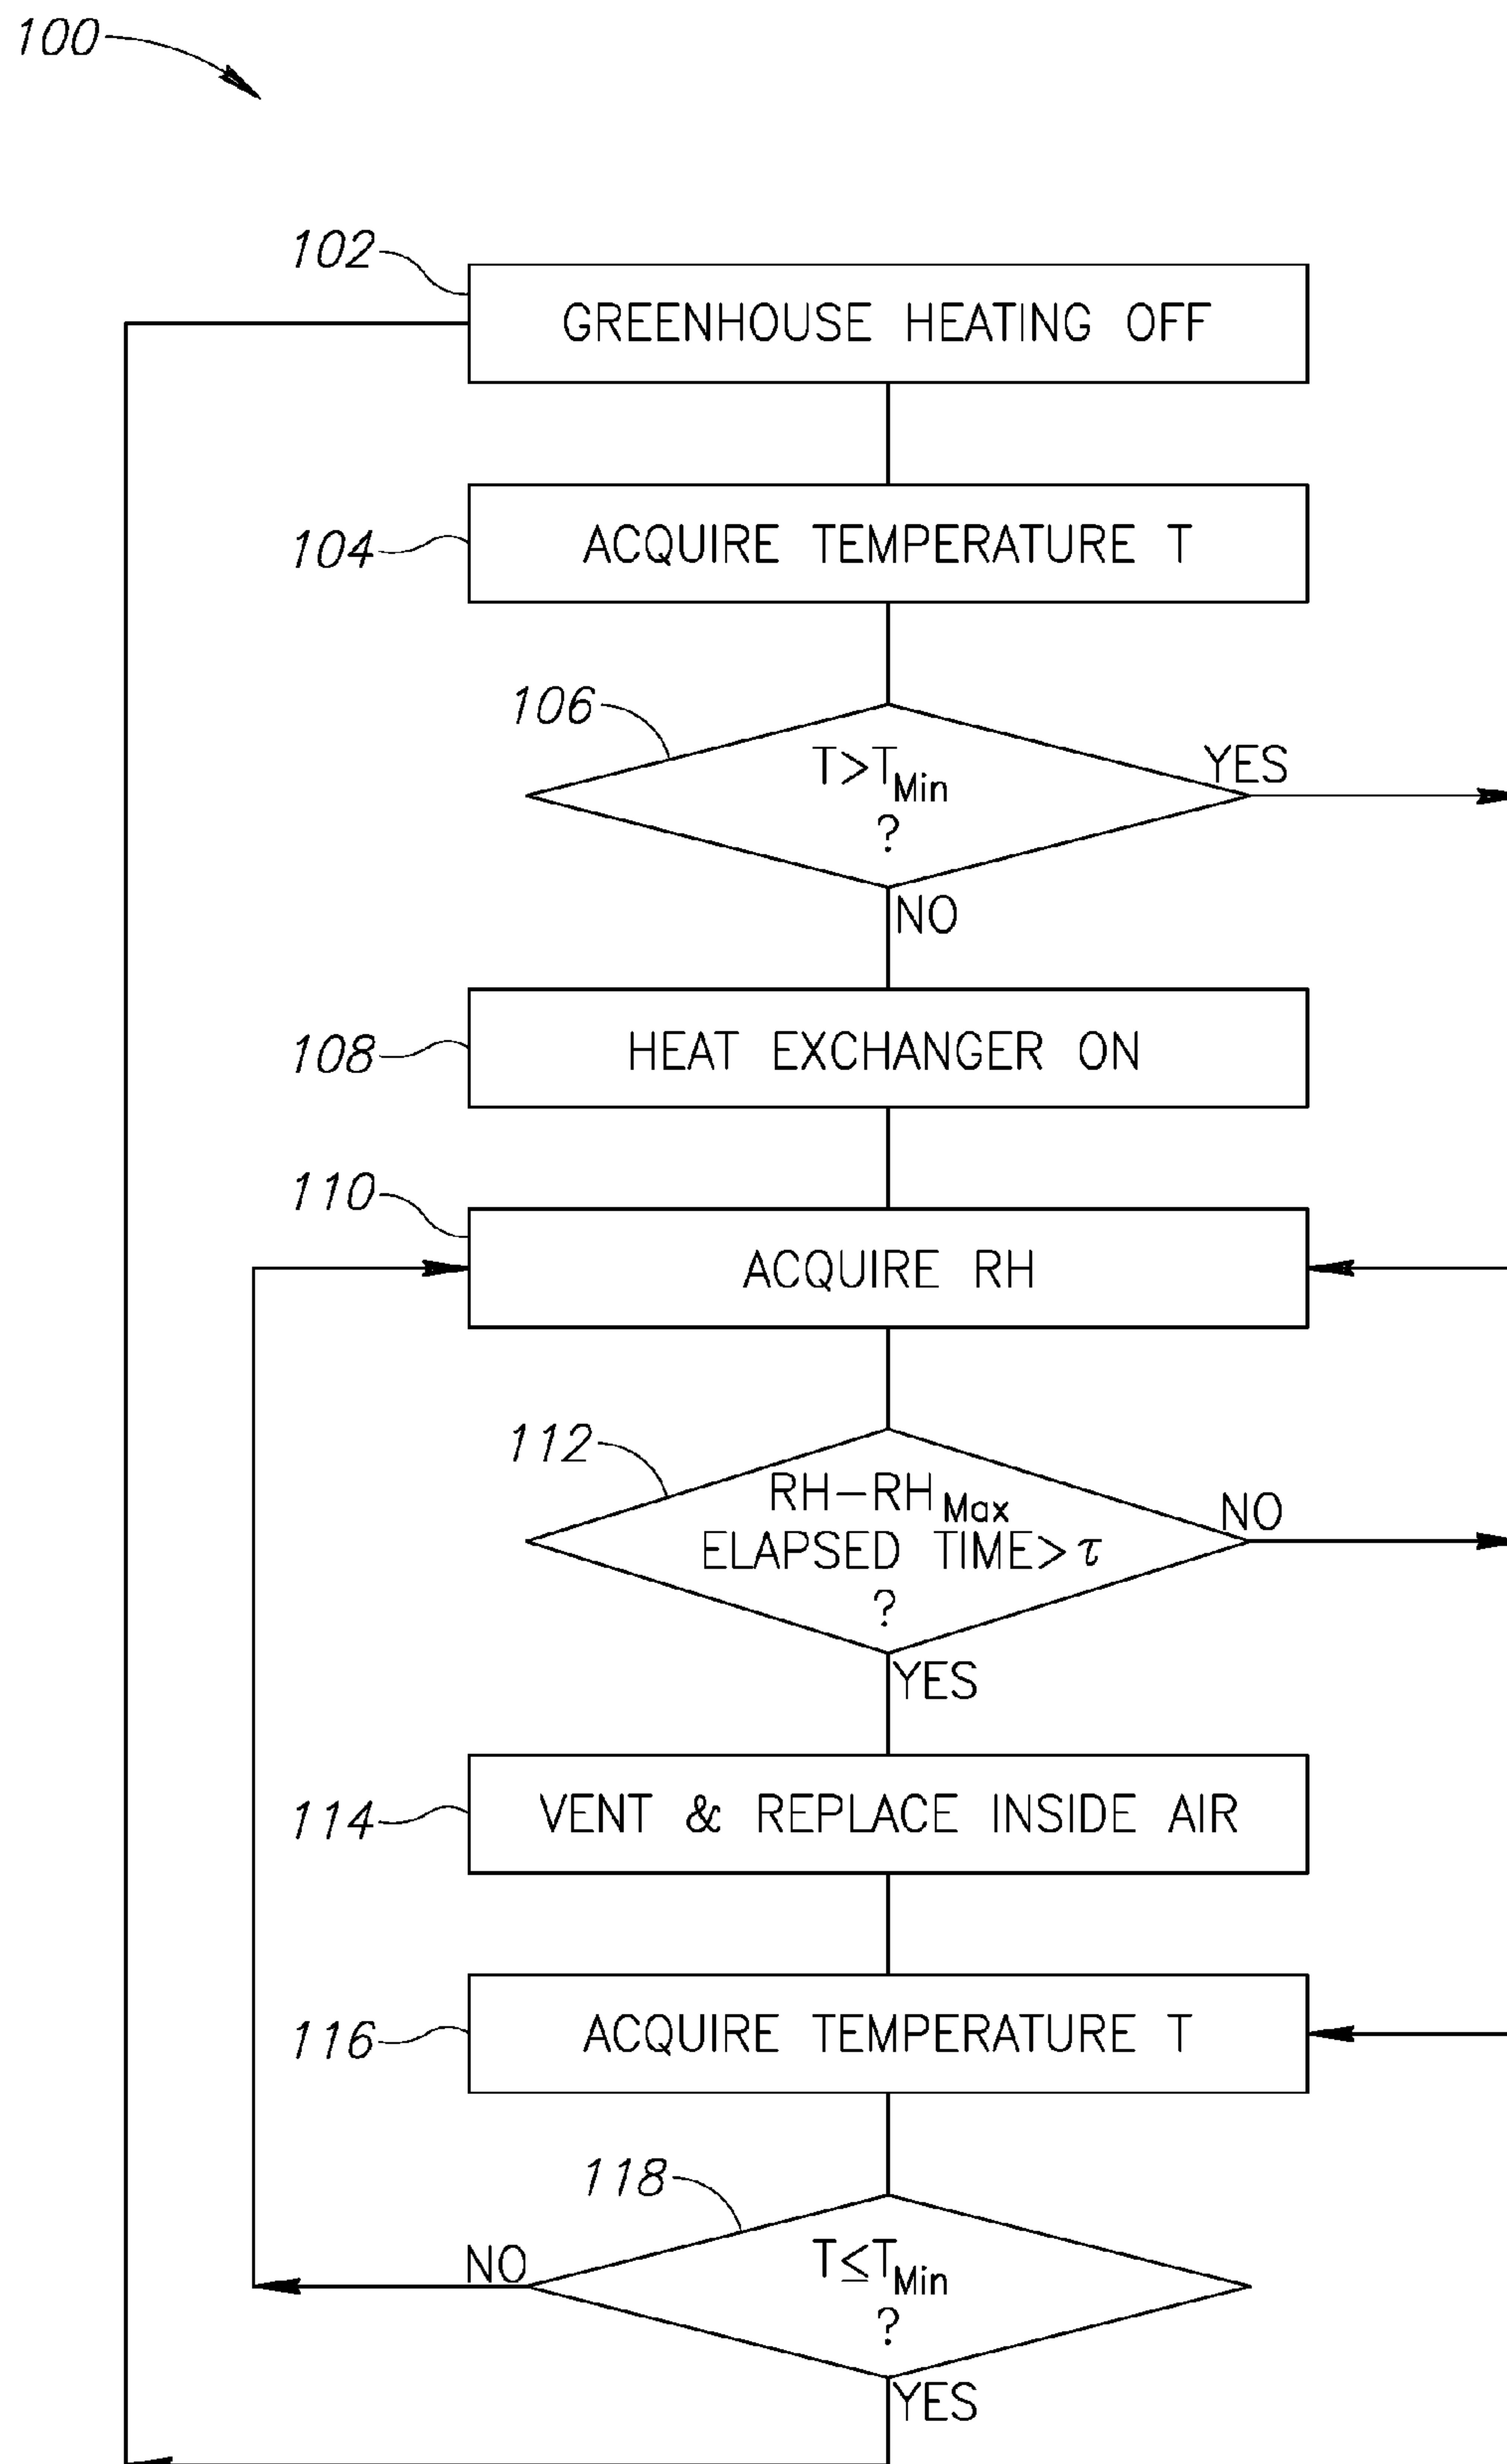 100
102
GREENHOUSE HEATING OFF
104
ACQUIRE TEMPERATURE T
106
T>TMin
?
YES
NO
108
HEAT EXCHANGER ON
110
ACQUIRE RH
112
RH-RHMax
ELAPSED TIME>τ
?
NO
YES
114
VENT & REPLACE INSIDE AIR
116
ACQUIRE TEMPERATURE T
118
T≤TMin
?
NO
YES